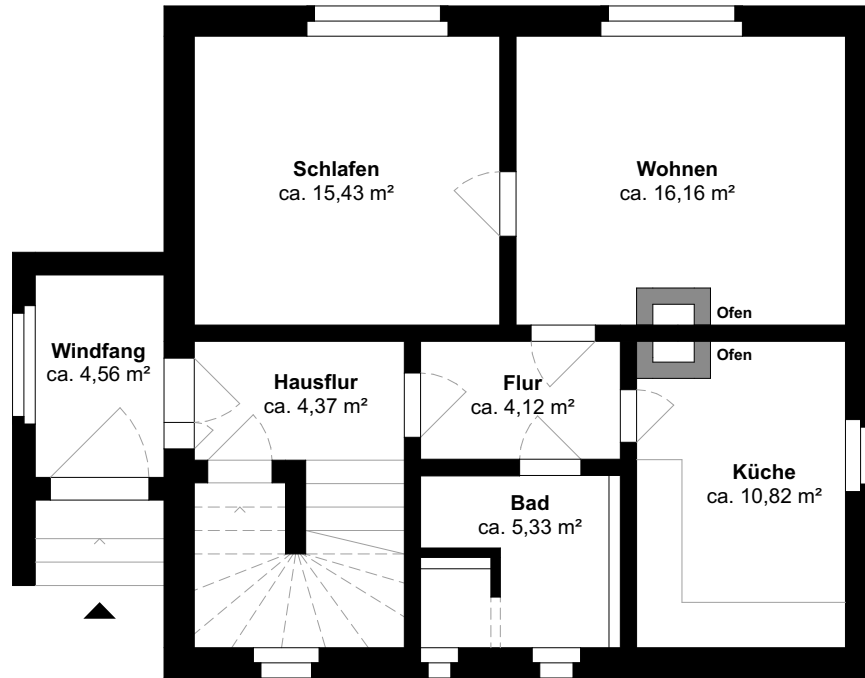 Schlafen
ca. 15,43 m²
Wohnen
ca. 16,16 m²
Ofen
Ofen
Windfang
ca. 4,56 m²
Hausflur
ca. 4,37 m²
Flur
ca. 4,12 m²
Küche
ca. 10,82 m²
Bad
ca. 5,33 m²